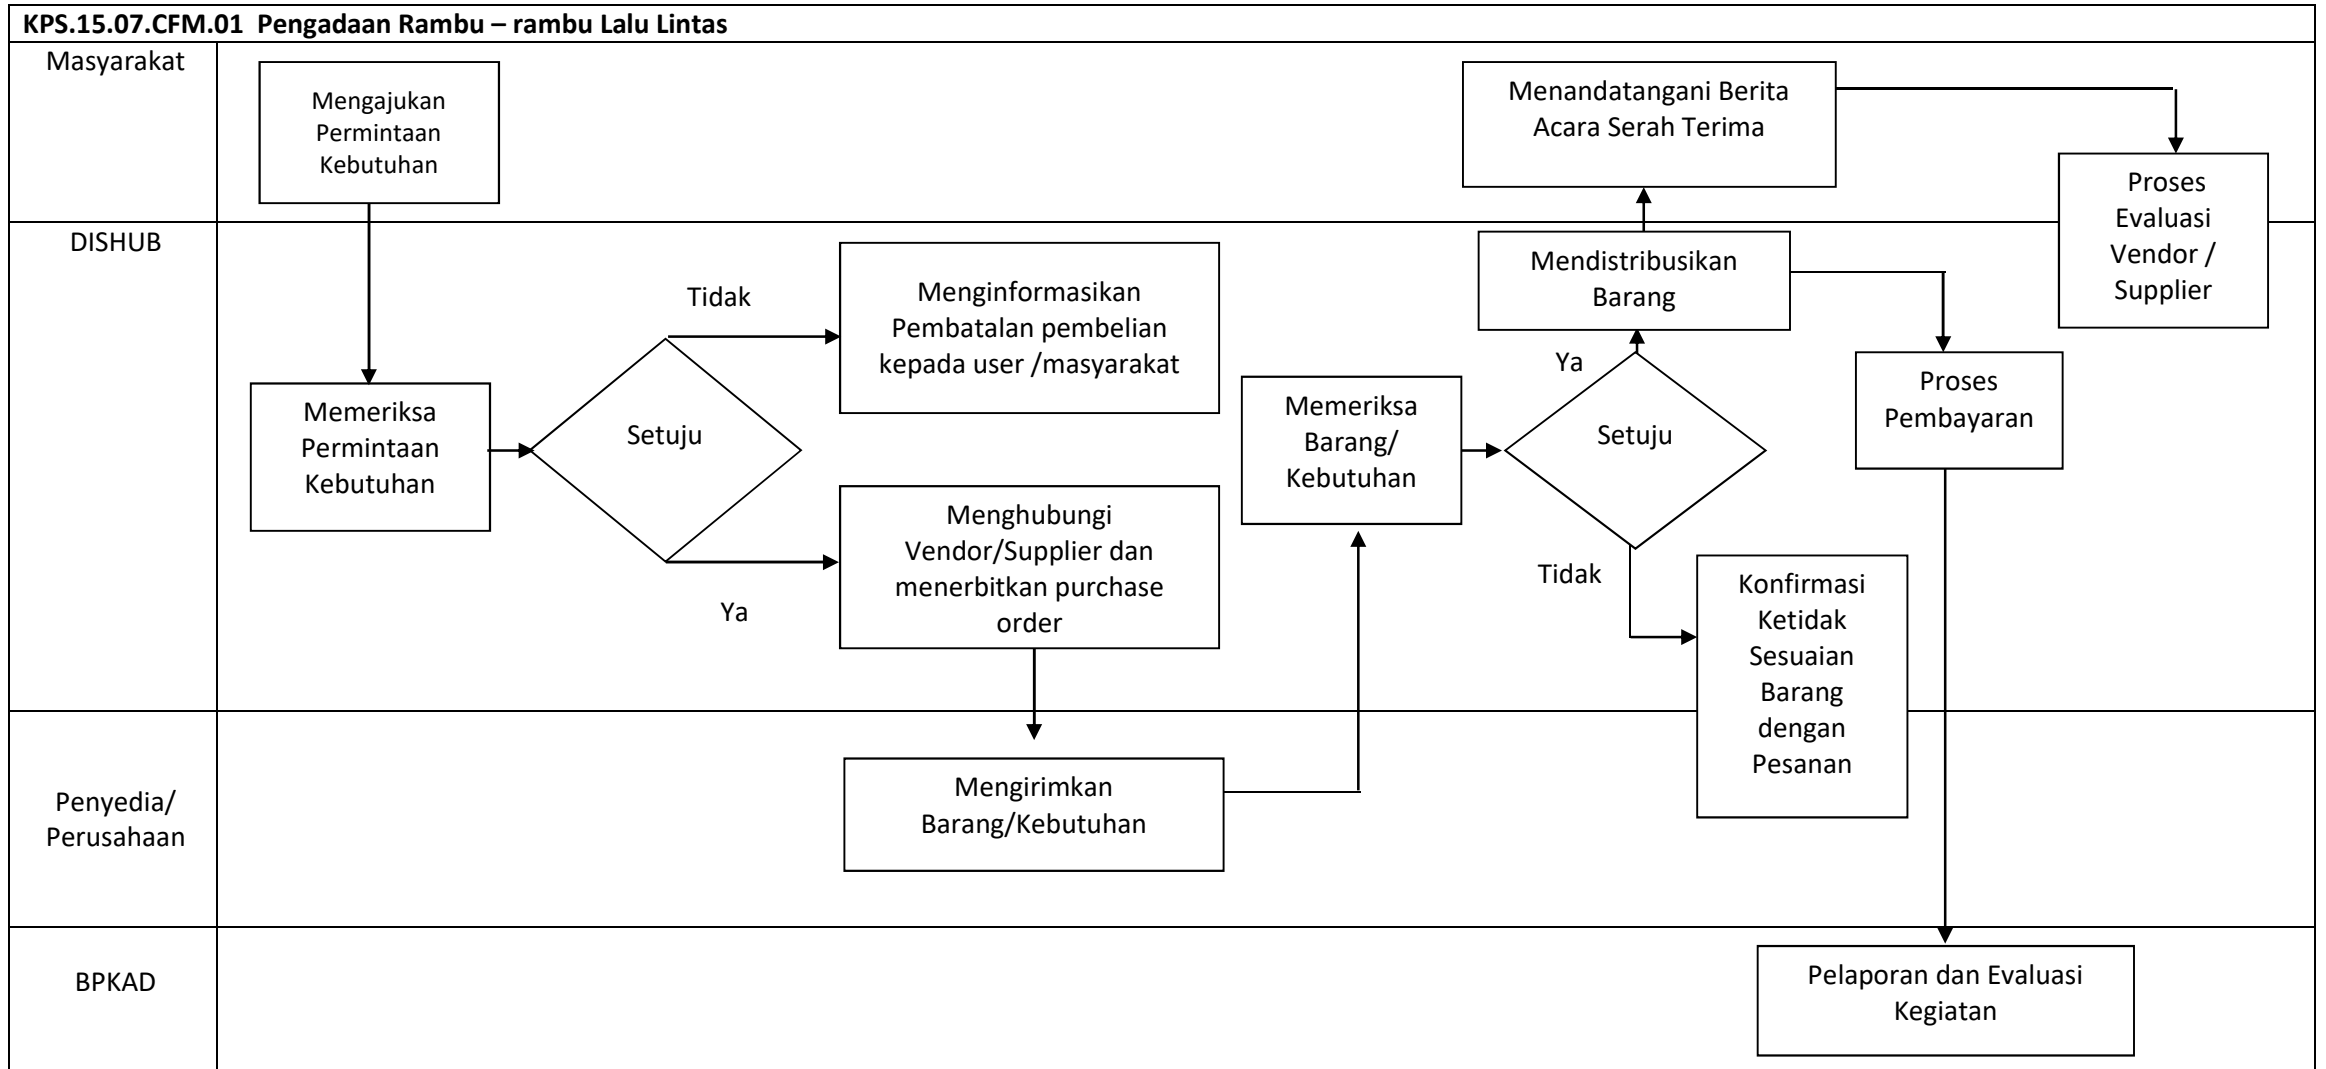 KPS.15.07.CFM.01 Pengadaan Rambu – rambu Lalu Lintas
Masyarakat
Mengajukan
Permintaan
Kebutuhan
Menandatangani Berita
Acara Serah Terima
Proses
Evaluasi
Vendor /
Supplier
DISHUB
Memeriksa
Permintaan
Kebutuhan
Setuju
Tidak
Menginformasikan
Pembatalan pembelian
kepada user /masyarakat
Ya
Menghubungi
Vendor/Supplier dan
menerbitkan purchase
order
Memeriksa
Barang/
Kebutuhan
Setuju
Ya
Mendistribusikan
Barang
Proses
Pembayaran
Tidak
Konfirmasi
Ketidak
Sesuaian
Barang
dengan
Pesanan
Penyedia/
Perusahaan
Mengirimkan
Barang/Kebutuhan
BPKAD
Pelaporan dan Evaluasi
Kegiatan